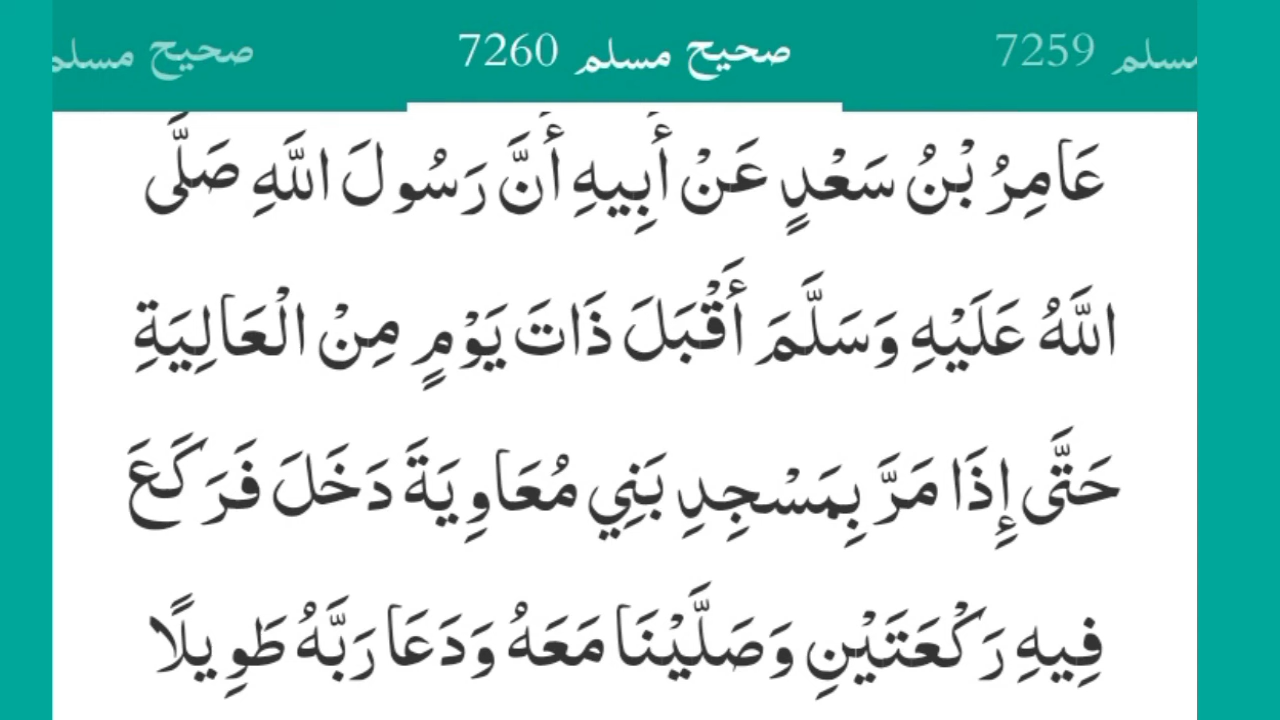 مسلم 7259 صحيح مسلم 7260 صحيح مسلم
عَامِرُ بْنُ سَعْدٍ عَنْ أَبِيهِ أَنَّ رَسُولَ اللَّهِ صَلَّى
اللَّهُ عَلَيْهِ وَسَلَّمَ أَقْبَلَ ذَاتَ يَوْمٍ مِنْ الْعَالِيَةِ
حَتَّى إِذَا مَرَّ بِمَسْجِدِ بَنِي مُعَاوِيَةَ دَخَلَ فَرَكَعَ
فِيهِ رَكْعَتَيْنِ وَصَلَّيْنَا مَعَهُ وَدَعَا رَبَّهُ طَوِيلًا